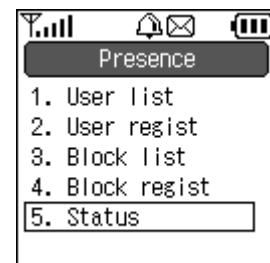 Presence
1. User list
2. User regist
3. Block list
4. Block regist
5. Status